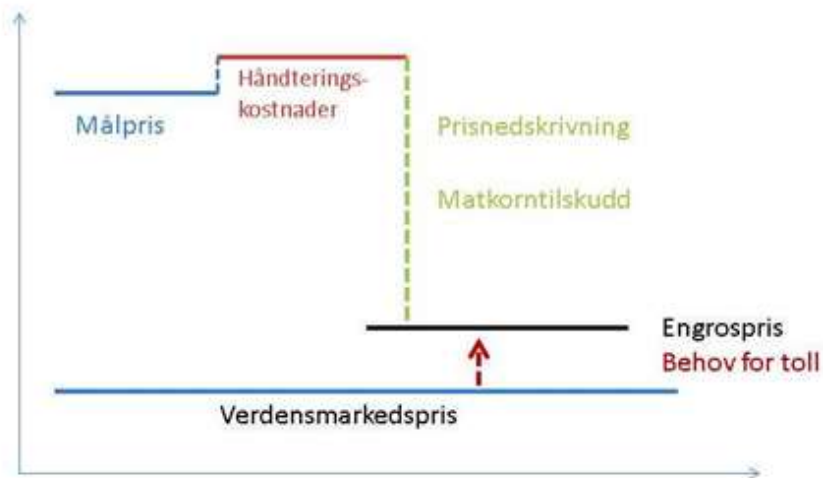 Håndterings-
kostnader
Målpris
Prisnedskrivning
Matkorntilskudd
Engrospris
Behov for toll
Verdensmarkedspris